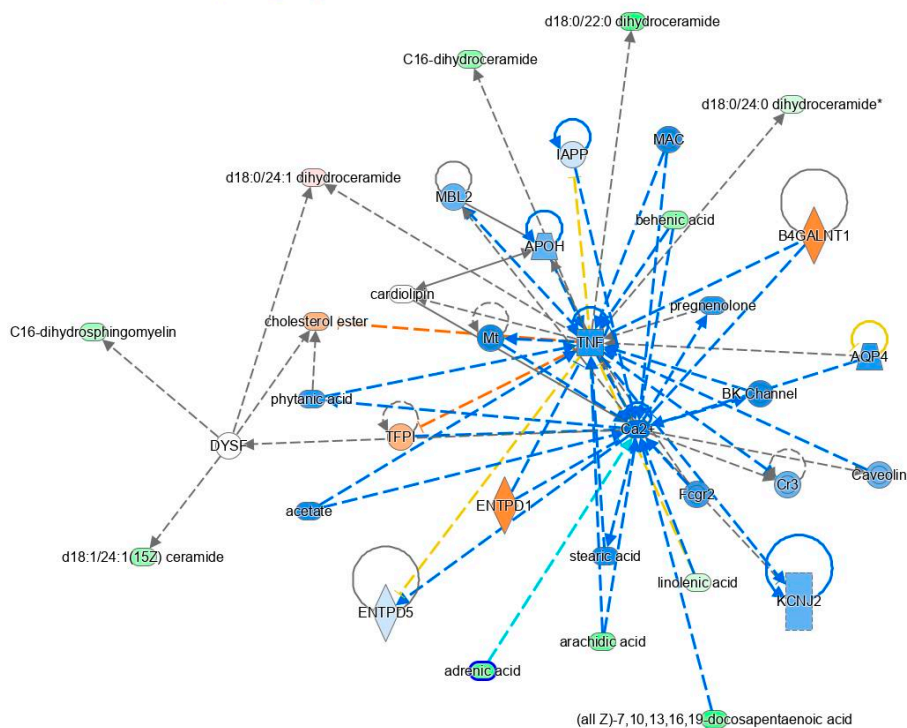 d18:0/22:0 dihydroceramide
C16-dihydroceramide
d18:0/24:0 dihydroceramide*
IAPP
MAC
d18:0/24:1 dihydroceramide
MBL2
behenic acid
B4GALNT1
APOH
cardiolipin
pregnenolone
cholesterol ester
C16-dihydrosphingomyelin
Mt
TNF
AQP4
phytanic acid
BK Channel
TFPI
Ca2+
DYSF
Caveolin
Cr3
Fcgr2
ENTPD1
acetate
d18:1/24:1(15Z) ceramide
stearic acid
linolenic acid
KCNJ2
ENTPD5
arachidic acid
adrenic acid
(all Z)-7,10,13,16,19-docosapentaenoic acid